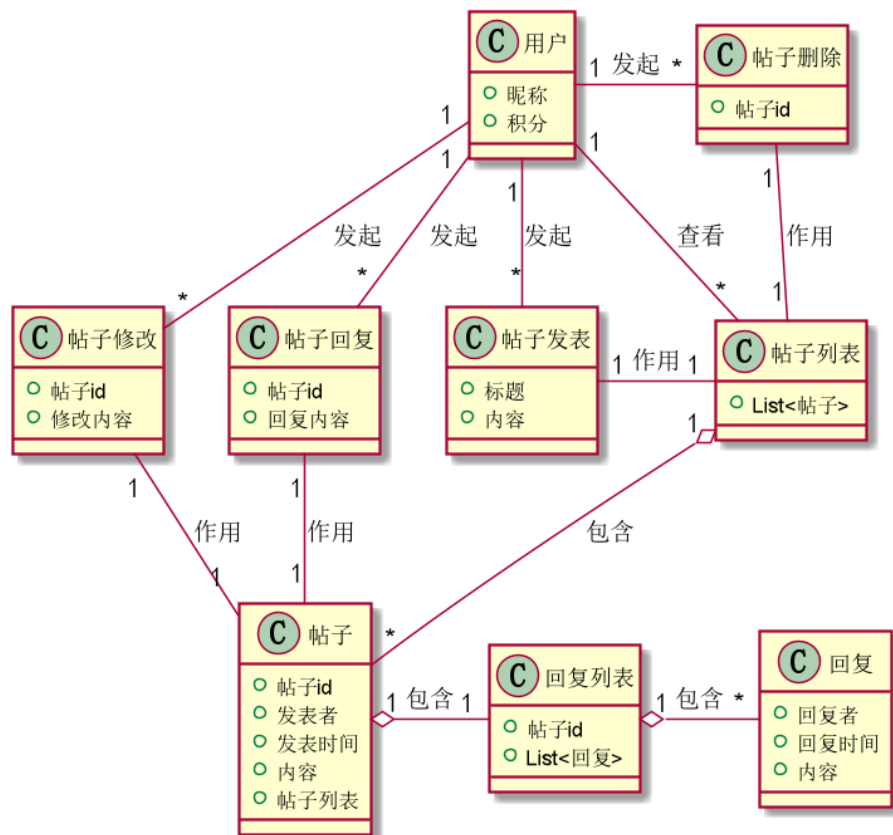 C 用户
昵称
积分
C 帖子删除
帖子id
1 发起 *
1
1
1
1
1
作用
1
发起
发起
发起
查看
*
*
*
*
C 帖子修改
帖子id
修改内容
C 帖子回复
帖子id
回复内容
C 帖子发表
标题
内容
1 作用 1
C 帖子列表
List<帖子>
1
1
1
作用
作用
包含
1
1
*
C 帖子
帖子id
发表者
发表时间
内容
帖子列表
1 包含 1
C 回复列表
帖子id
List<回复>
1 包含 *
C 回复
回复者
回复时间
内容